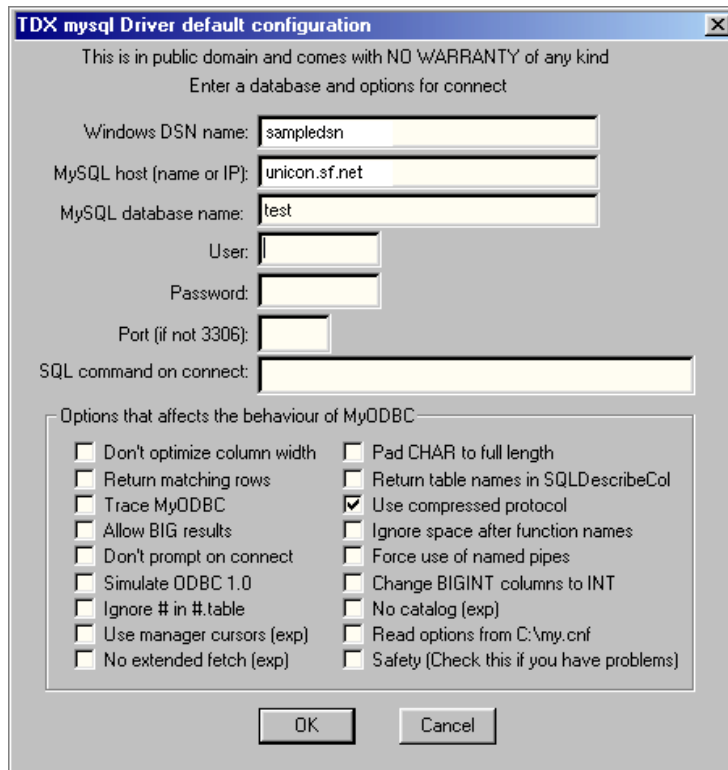 TDX mysql Driver default configuration
This is in public domain and comes with NO WARRANTY of any kind
Enter a database and options for connect
Windows DSN name: sampledsn
MySQL host (name or IP): unicon.sf.net
MySQL database name: test
User:
Password:
Port (if not 3306):
SQL command on connect:
Options that affects the behaviour of MyODBC
Don't optimize column width Pad CHAR to full length
Return matching rows Return table names in SQLDescribeCol
Trace MyODBC Use compressed protocol
Allow BIG results Ignore space after function names
Don't prompt on connect Force use of named pipes
Simulate ODBC 1.0 Change BIGINT columns to INT
Ignore # in #.table No catalog (exp)
Use manager cursors (exp) Read options from C:\my.cnf
No extended fetch (exp) Safety (Check this if you have problems)
OK Cancel